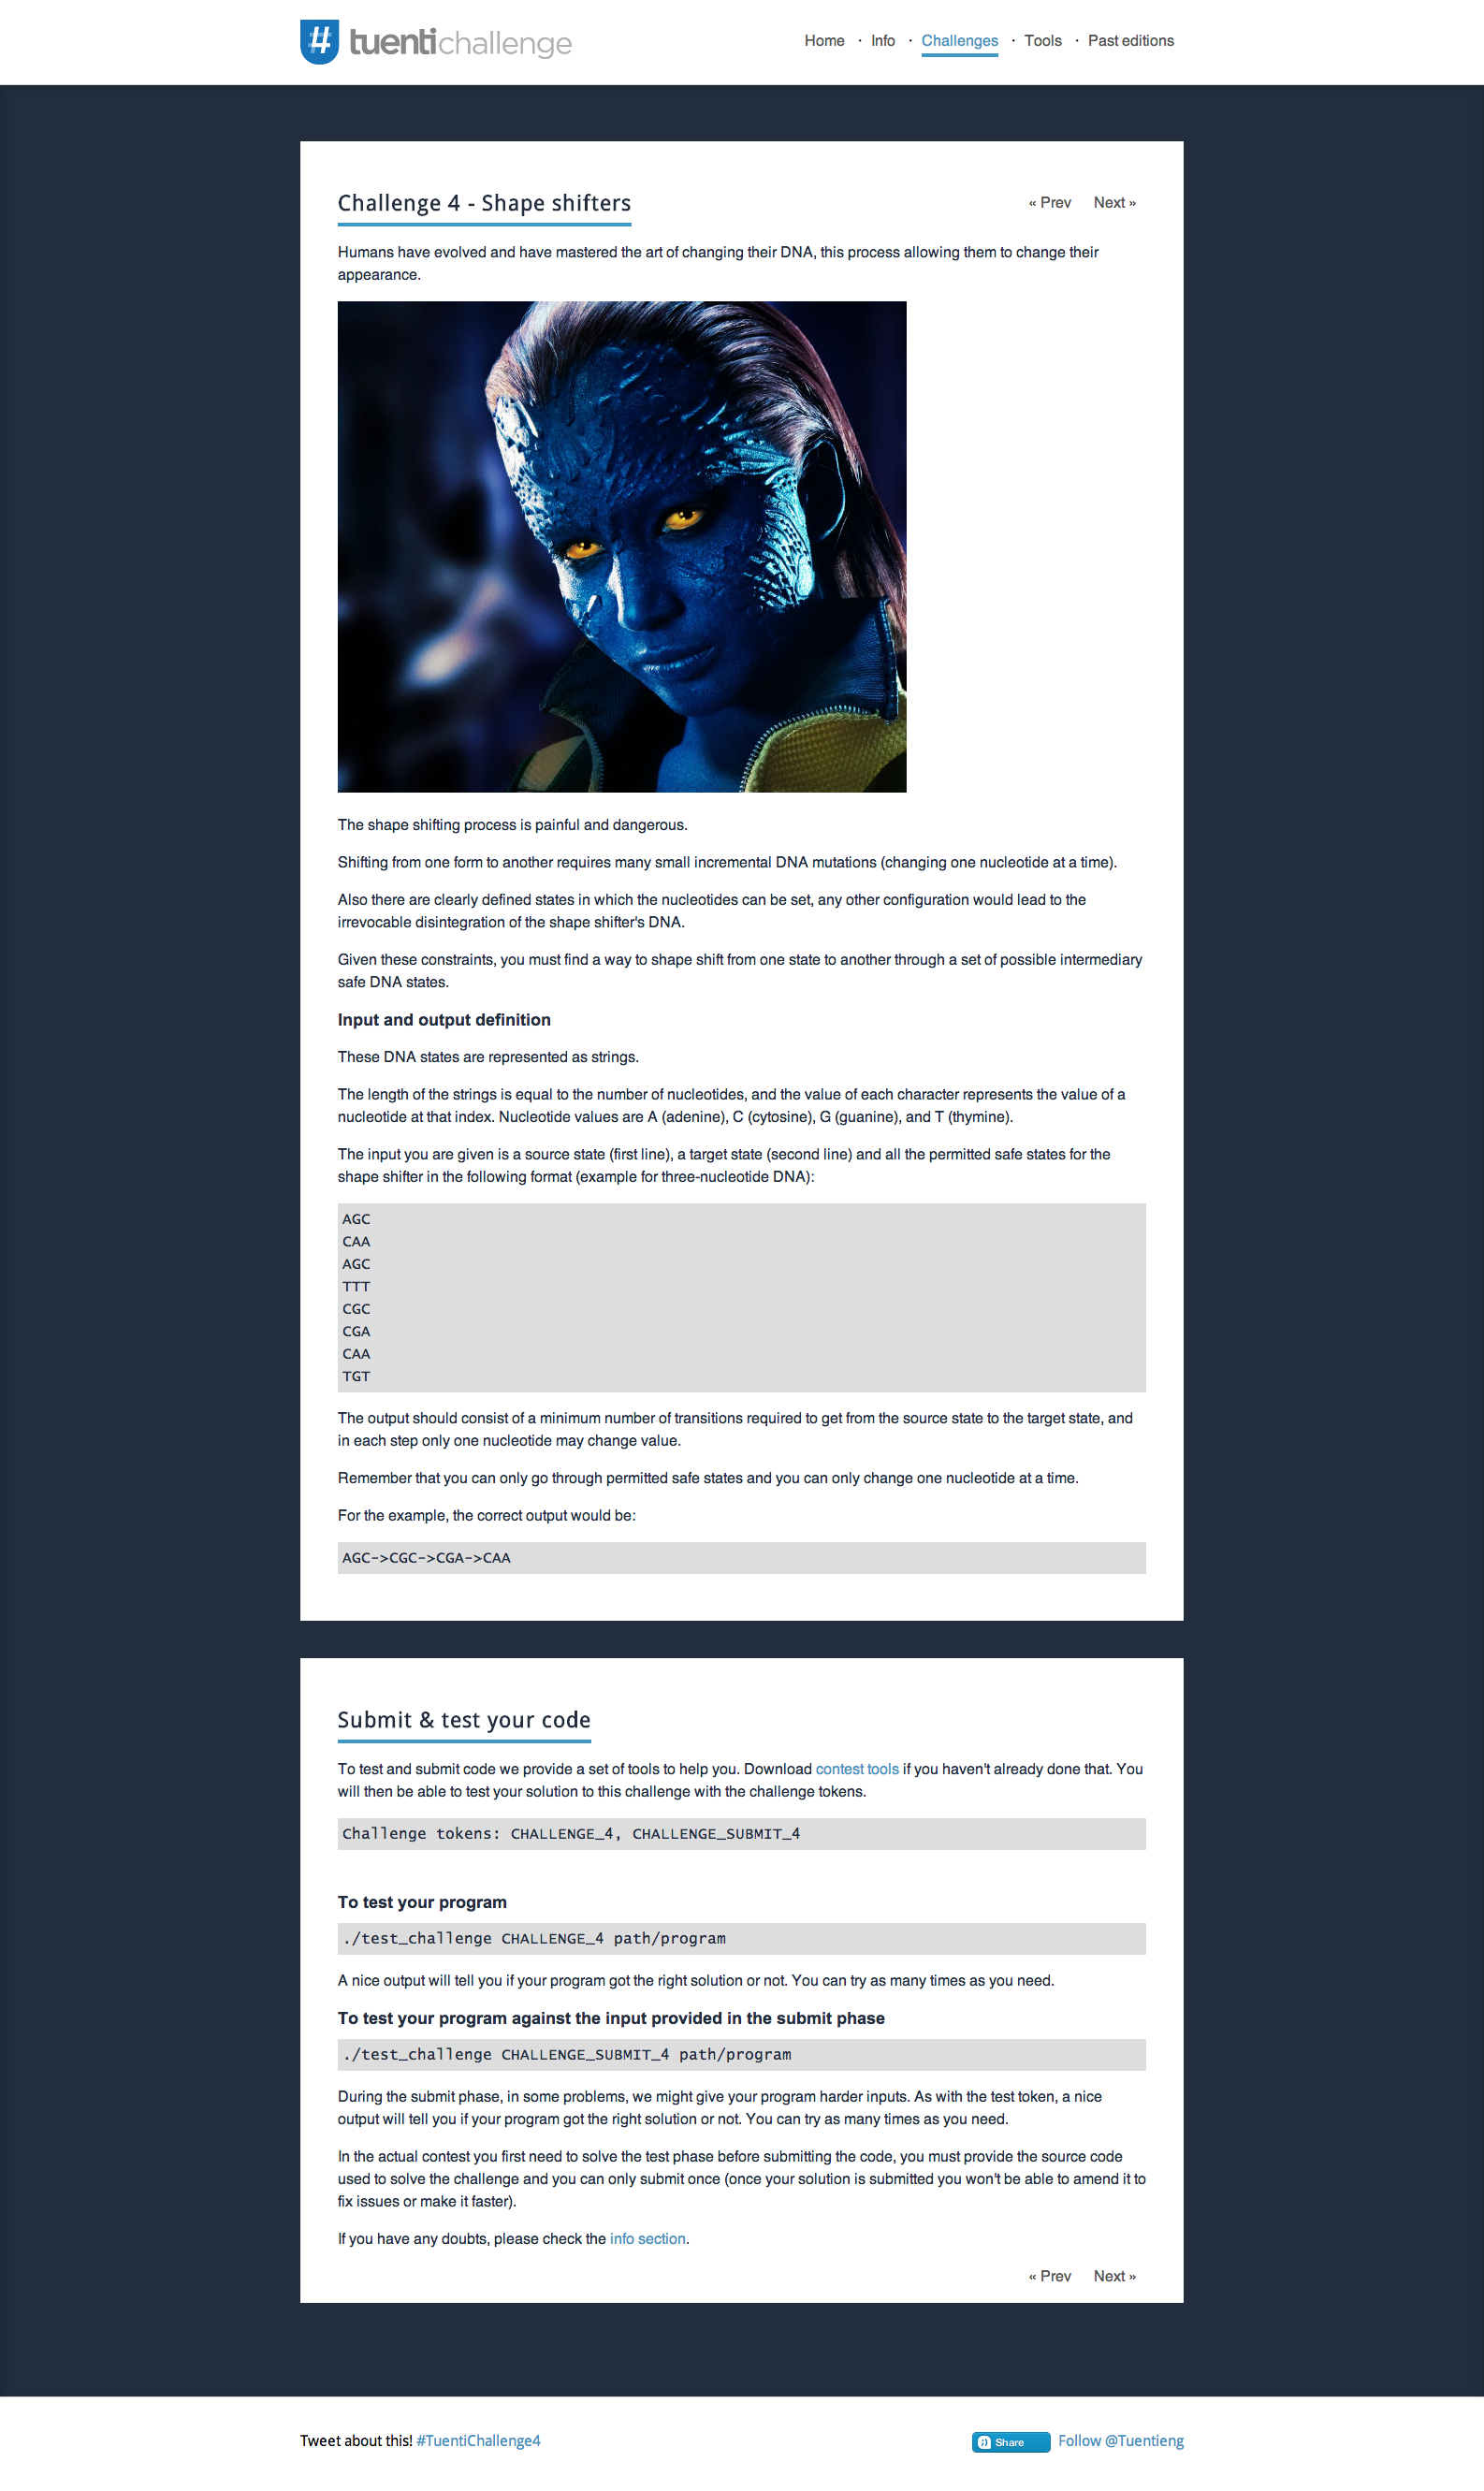 # tuenti challenge
Home · Info · Challenges · Tools · Past editions
Challenge 4 - Shape shifters
« Prev Next »
Humans have evolved and have mastered the art of changing their DNA, this process allowing them to change their
appearance.
The shape shifting process is painful and dangerous.
Shifting from one form to another requires many small incremental DNA mutations (changing one nucleotide at a time).
Also there are clearly defined states in which the nucleotides can be set, any other configuration would lead to the
irrevocable disintegration of the shape shifter's DNA.
Given these constraints, you must find a way to shape shift from one state to another through a set of possible intermediary
safe DNA states.
Input and output definition
These DNA states are represented as strings.
The length of the strings is equal to the number of nucleotides, and the value of each character represents the value of a
nucleotide at that index. Nucleotide values are A (adenine), C (cytosine), G (guanine), and T (thymine).
The input you are given is a source state (first line), a target state (second line) and all the permitted safe states for the
shape shifter in the following format (example for three-nucleotide DNA):
AGC
CAA
AGC
TTT
CGC
CGA
CAA
TGT
The output should consist of a minimum number of transitions required to get from the source state to the target state, and
in each step only one nucleotide may change value.
Remember that you can only go through permitted safe states and you can only change one nucleotide at a time.
For the example, the correct output would be:
AGC->CGC->CGA->CAA
Submit & test your code
To test and submit code we provide a set of tools to help you. Download contest tools if you haven't already done that. You
will then be able to test your solution to this challenge with the challenge tokens.
Challenge tokens: CHALLENGE_4, CHALLENGE_SUBMIT_4
To test your program
./test_challenge CHALLENGE_4 path/program
A nice output will tell you if your program got the right solution or not. You can try as many times as you need.
To test your program against the input provided in the submit phase
./test_challenge CHALLENGE_SUBMIT_4 path/program
During the submit phase, in some problems, we might give your program harder inputs. As with the test token, a nice
output will tell you if your program got the right solution or not. You can try as many times as you need.
In the actual contest you first need to solve the test phase before submitting the code, you must provide the source code
used to solve the challenge and you can only submit once (once your solution is submitted you won't be able to amend it to
fix issues or make it faster).
If you have any doubts, please check the info section.
« Prev Next »
Tweet about this! #TuentiChallenge4
Share Follow @Tuentieng